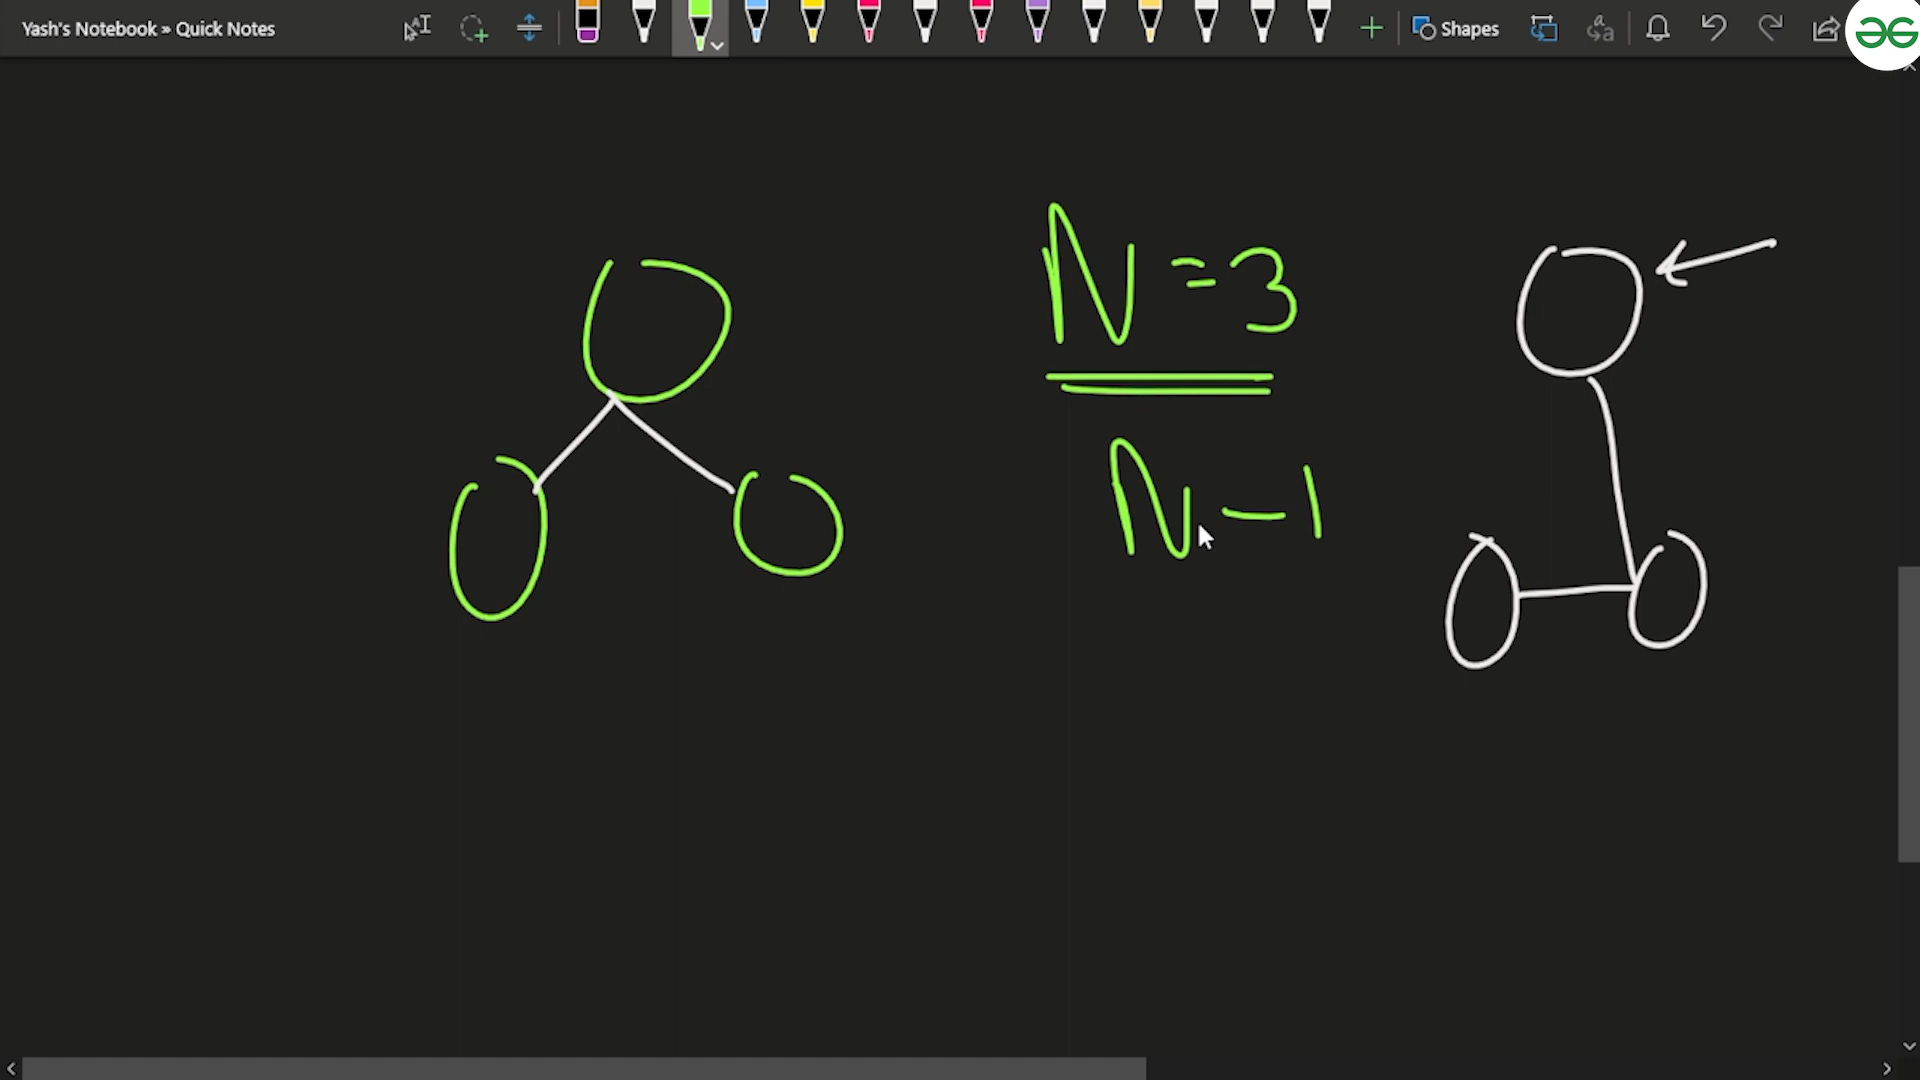 Yash's Notebook » Quick Notes
Shapes
N = 3
N - 1